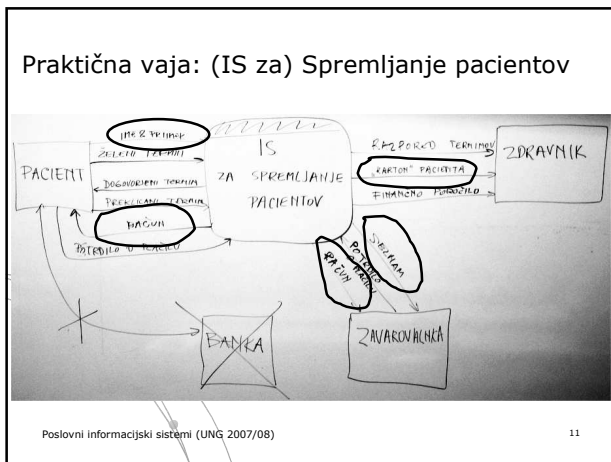 Praktična vaja: (IS za) Spremljanje pacientov
IME & PRIIMEK
ŽELENI TERMIN
PACIENT
DOGOVORJENI TERMIN
PREKLICANI TERMIN
RAČUN
POTRDILO O PLAČILU
IS
ZA SPREMLJANJE
PACIENTOV
RAZPORED TERMINOV
ZDRAVNIK
"KARTON" PACIENTA
FINANČNO POROČILO
RAČUN
POTRDILO
O PLAČILU
SEZNAM
BANKA
ZAVAROVALNICA
Poslovni informacijski sistemi (UNG 2007/08)
11